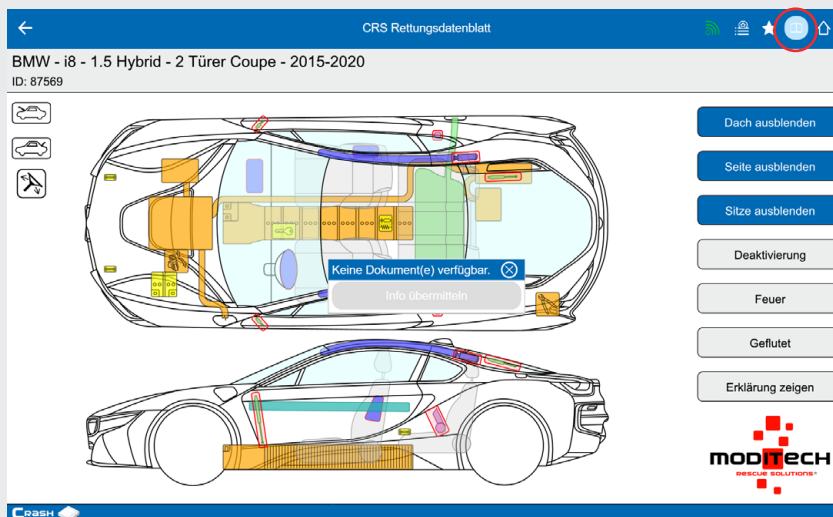 CRS Rettungsdatenblatt
BMW - i8 - 1.5 Hybrid - 2 Türer Coupe - 2015-2020
ID: 87569
Dach ausblenden
Seite ausblenden
Sitze ausblenden
Deaktivierung
Feuer
Geflutet
Erklärung zeigen
Keine Dokument(e) verfügbar.
Info übermitteln
MODITECH
RESCUE SOLUTIONS®
CRASH